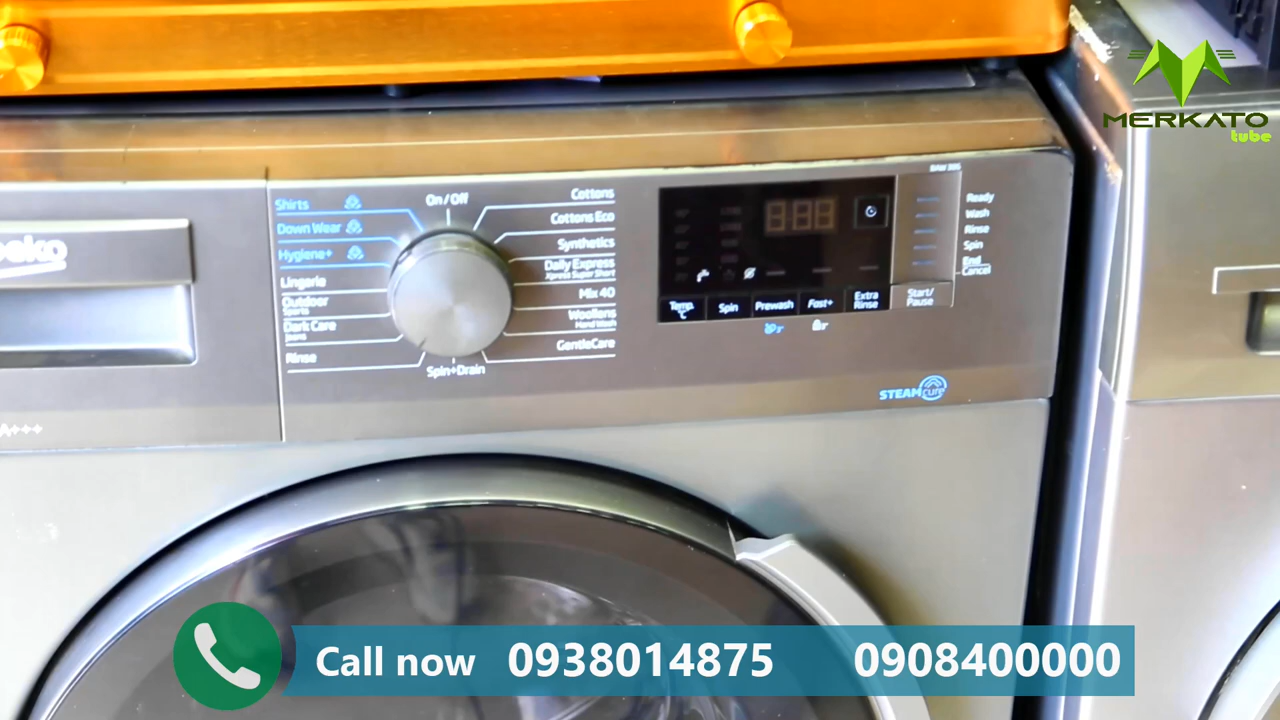 MERKATO
tube
beko
A+++
Shirts
Down Wear
Hygiene+
Lingerie
Outdoor
Sports
Dark Care
Jeans
Rinse
On / Off
Spin+Drain
Cottons
Cottons Eco
Synthetics
Daily Express
Xpress Super Short
Mix 40
Woollens
Hand Wash
GentleCare
888
Temp.
°C
Spin
Prewash
Fast+
Extra
Rinse
Start/
Pause
Ready
Wash
Rinse
Spin
End
Cancel
STEAMcure
Call now 0938014875 0908400000